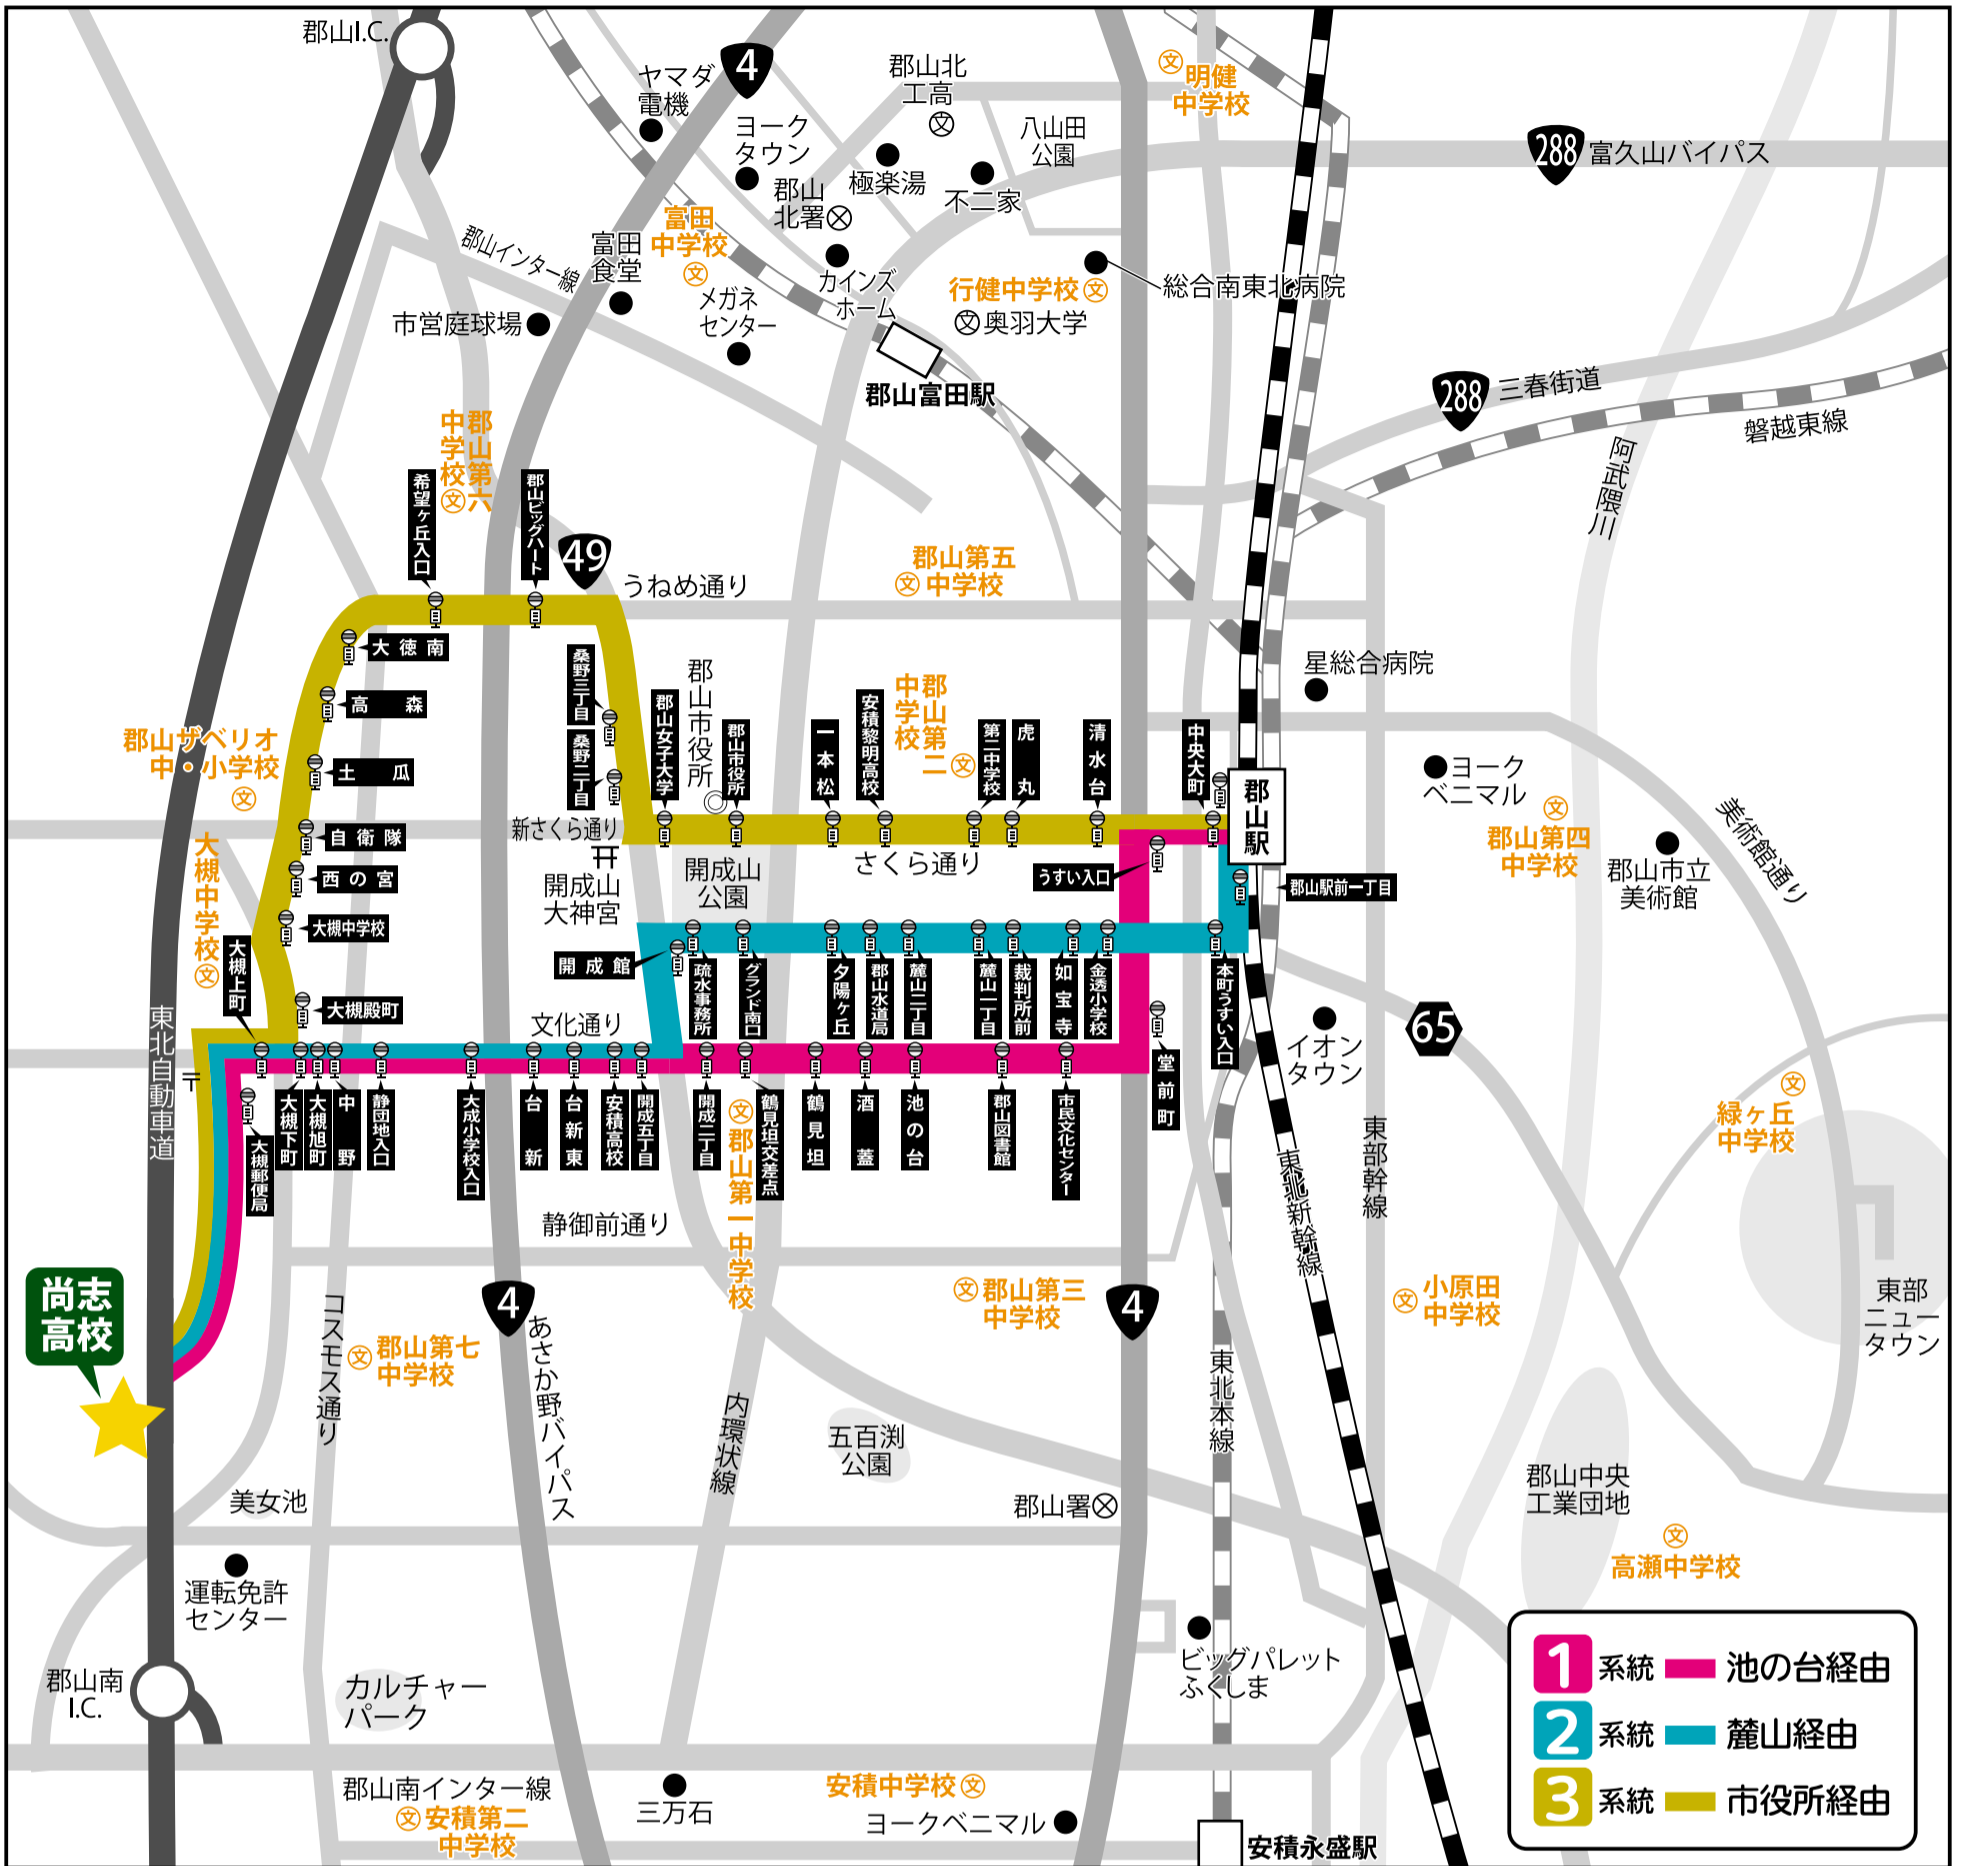 郡山I.C.
ヤマダ
電機
4
ヨーク
タウン
郡山北
工高
文
極楽湯
郡山
北署
不二家
八山田
公園
文
明健
中学校
288
富久山バイパス
富田
中学校
文
富田
食堂
郡山インター線
市営庭球場
メガネ
センター
カインズ
ホーム
行健中学校
文
文
奥羽大学
総合南東北病院
郡山富田駅
288
三春街道
磐越東線
阿武隈川
郡山第六
中学校
文
希望ヶ丘入口
郡山ビッグハート
49
うねめ通り
郡山第五
中学校
文
大徳南
高森
土瓜
自衛隊
西の宮
大槻中学校
大槻殿町
大槻上町
郡山ザベリオ
中・小学校
文
大槻中学校
文
桑野三丁目
桑野二丁目
郡山女子大学
郡山市役所
郡山市役所
一本松
安積黎明高校
郡山第二
中学校
文
第二中学校
虎丸
清水台
中央大町
郡山駅
星総合病院
ヨーク
ベニマル
文
郡山第四
中学校
郡山市立
美術館
美術館通り
新さくら通り
さくら通り
開成山
大神宮
開成山
公園
うすい入口
郡山駅前一丁目
開成館
疏水事務所
グランド南口
夕陽ヶ丘
郡山水道局
麓山二丁目
麓山一丁目
裁判所前
如宝寺
金透小学校
本町うすい入口
文化通り
東北自動車道
〒
大槻郵便局
大槻下町
大槻旭町
中野
静団地入口
大成小学校入口
台新
台新東
安積高校
開成五丁目
開成二丁目
鶴見坦交差点
鶴見坦
酒蓋
池の台
郡山図書館
市民文化センター
堂前町
イオン
タウン
65
文
緑ヶ丘
中学校
東部幹線
東北新幹線
文
郡山第一中学校
静御前通り
尚志
高校
コスモス通り
文
郡山第七
中学校
4
あさか野バイパス
内環状線
文
郡山第三
中学校
4
文
小原田
中学校
東部
ニュー
タウン
東北本線
五百渕
公園
郡山署
郡山中央
工業団地
文
高瀬中学校
美女池
運転免許
センター
郡山南
I.C.
カルチャー
パーク
郡山南インター線
文
安積第二
中学校
三万石
安積中学校
文
ヨークベニマル
ビッグパレット
ふくしま
安積永盛駅
1 系統 池の台経由
2 系統 麓山経由
3 系統 市役所経由